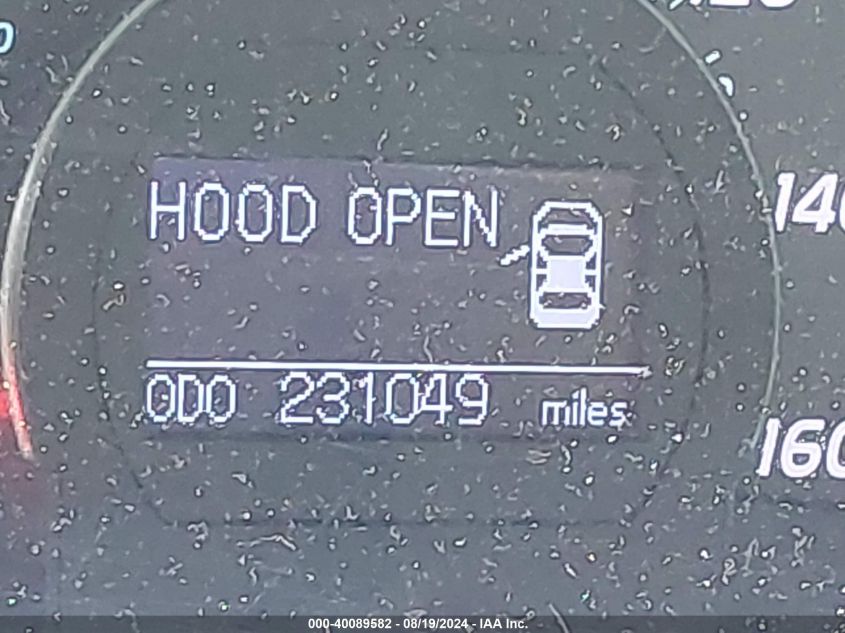 HOOD OPEN
ODO 231049 miles
140
160
000-40089582 - 08/19/2024 - IAA Inc.